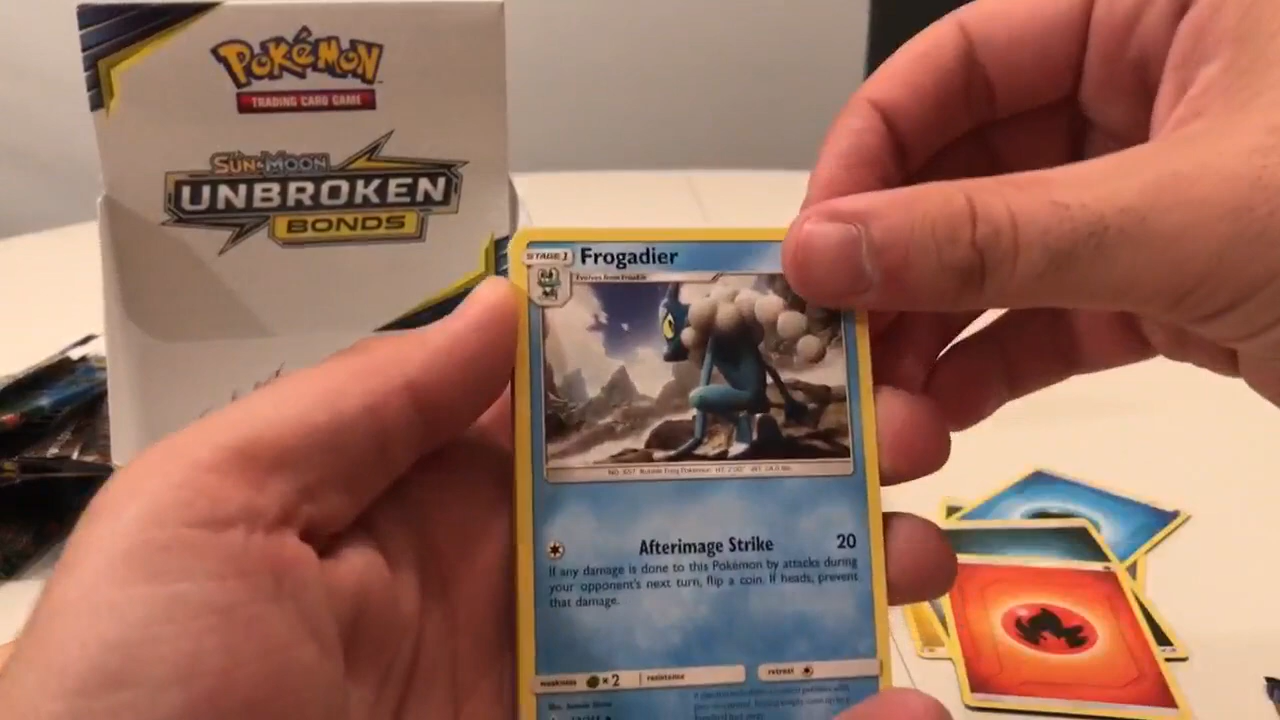 POKéMON
TRADING CARD GAME
SUN & MOON
UNBROKEN
BONDS
STAGE 1
Frogadier
Evolves from Froakie
Afterimage Strike 20
If any damage is done to this Pokémon by attacks during
your opponent's next turn, flip a coin. If heads, prevent
that damage.
weakness × 2 resistance
retreat